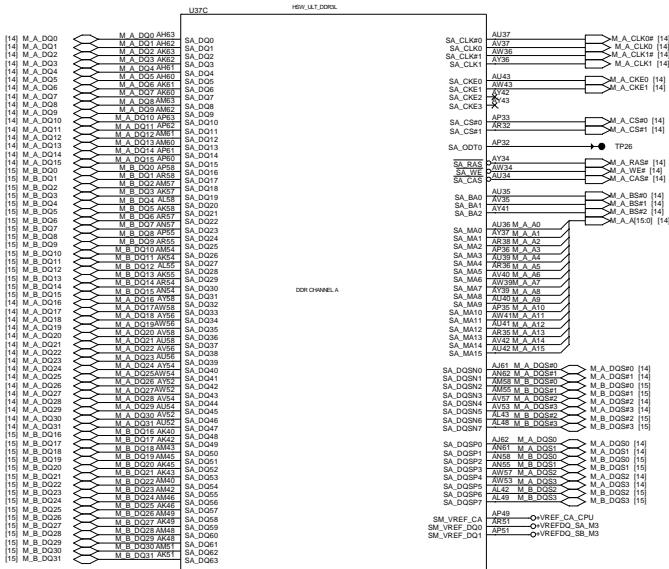 U37C
HSW_ULT_DDR3L
[14] M_A_DQ0 M_A_DQ0 AH63 SA_DQ0
[14] M_A_DQ1 M_A_DQ1 AH62 SA_DQ1
[14] M_A_DQ2 M_A_DQ2 AK63 SA_DQ2
[14] M_A_DQ3 M_A_DQ3 AK62 SA_DQ3
[14] M_A_DQ4 M_A_DQ4 AH61 SA_DQ4
[14] M_A_DQ5 M_A_DQ5 AH60 SA_DQ5
[14] M_A_DQ6 M_A_DQ6 AK61 SA_DQ6
[14] M_A_DQ7 M_A_DQ7 AK60 SA_DQ7
[14] M_A_DQ8 M_A_DQ8 AM63 SA_DQ8
[14] M_A_DQ9 M_A_DQ9 AM62 SA_DQ9
[14] M_A_DQ10 M_A_DQ10 AP63 SA_DQ10
[14] M_A_DQ11 M_A_DQ11 AP62 SA_DQ11
[14] M_A_DQ12 M_A_DQ12 AM61 SA_DQ12
[14] M_A_DQ13 M_A_DQ13 AM60 SA_DQ13
[14] M_A_DQ14 M_A_DQ14 AP61 SA_DQ14
[14] M_A_DQ15 M_A_DQ15 AP60 SA_DQ15
[15] M_B_DQ0 M_B_DQ0 AP58 SA_DQ16
[15] M_B_DQ1 M_B_DQ1 AR58 SA_DQ17
[15] M_B_DQ2 M_B_DQ2 AM57 SA_DQ18
[15] M_B_DQ3 M_B_DQ3 AK57 SA_DQ19
[15] M_B_DQ4 M_B_DQ4 AL58 SA_DQ20
[15] M_B_DQ5 M_B_DQ5 AK58 SA_DQ21
[15] M_B_DQ6 M_B_DQ6 AR57 SA_DQ22
[15] M_B_DQ7 M_B_DQ7 AN57 SA_DQ23
[15] M_B_DQ8 M_B_DQ8 AP55 SA_DQ24
[15] M_B_DQ9 M_B_DQ9 AR55 SA_DQ25
[15] M_B_DQ10 M_B_DQ10 AM54 SA_DQ26
[15] M_B_DQ11 M_B_DQ11 AK54 SA_DQ27
[15] M_B_DQ12 M_B_DQ12 AL55 SA_DQ28
[15] M_B_DQ13 M_B_DQ13 AK55 SA_DQ29
[15] M_B_DQ14 M_B_DQ14 AR54 SA_DQ30
[15] M_B_DQ15 M_B_DQ15 AN54 SA_DQ31
[14] M_A_DQ16 M_A_DQ16 AY58 SA_DQ32
[14] M_A_DQ17 M_A_DQ17 AW58 SA_DQ33
[14] M_A_DQ18 M_A_DQ18 AY56 SA_DQ34
[14] M_A_DQ19 M_A_DQ19 AW56 SA_DQ35
[14] M_A_DQ20 M_A_DQ20 AV58 SA_DQ36
[14] M_A_DQ21 M_A_DQ21 AU58 SA_DQ37
[14] M_A_DQ22 M_A_DQ22 AV56 SA_DQ38
[14] M_A_DQ23 M_A_DQ23 AU56 SA_DQ39
[14] M_A_DQ24 M_A_DQ24 AY54 SA_DQ40
[14] M_A_DQ25 M_A_DQ25 AW54 SA_DQ41
[14] M_A_DQ26 M_A_DQ26 AY52 SA_DQ42
[14] M_A_DQ27 M_A_DQ27 AW52 SA_DQ43
[14] M_A_DQ28 M_A_DQ28 AV54 SA_DQ44
[14] M_A_DQ29 M_A_DQ29 AU54 SA_DQ45
[14] M_A_DQ30 M_A_DQ30 AV52 SA_DQ46
[14] M_A_DQ31 M_A_DQ31 AU52 SA_DQ47
[15] M_B_DQ16 M_B_DQ16 AK40 SA_DQ48
[15] M_B_DQ17 M_B_DQ17 AK42 SA_DQ49
[15] M_B_DQ18 M_B_DQ18 AM43 SA_DQ50
[15] M_B_DQ19 M_B_DQ19 AM45 SA_DQ51
[15] M_B_DQ20 M_B_DQ20 AK45 SA_DQ52
[15] M_B_DQ21 M_B_DQ21 AK43 SA_DQ53
[15] M_B_DQ22 M_B_DQ22 AM40 SA_DQ54
[15] M_B_DQ23 M_B_DQ23 AM42 SA_DQ55
[15] M_B_DQ24 M_B_DQ24 AM46 SA_DQ56
[15] M_B_DQ25 M_B_DQ25 AK46 SA_DQ57
[15] M_B_DQ26 M_B_DQ26 AM49 SA_DQ58
[15] M_B_DQ27 M_B_DQ27 AK49 SA_DQ59
[15] M_B_DQ28 M_B_DQ28 AM48 SA_DQ60
[15] M_B_DQ29 M_B_DQ29 AK48 SA_DQ61
[15] M_B_DQ30 M_B_DQ30 AM51 SA_DQ62
[15] M_B_DQ31 M_B_DQ31 AK51 SA_DQ63
DDR CHANNEL A
SA_CLK#0 AU37 M_A_CLK0# [14]
SA_CLK0 AV37 M_A_CLK0 [14]
SA_CLK#1 AW36 M_A_CLK1# [14]
SA_CLK1 AY36 M_A_CLK1 [14]
SA_CKE0 AU43 M_A_CKE0 [14]
SA_CKE1 AW43 M_A_CKE1 [14]
SA_CKE2 AY42
SA_CKE3 AY43
SA_CS#0 AP33 M_A_CS#0 [14]
SA_CS#1 AR32 M_A_CS#1 [14]
SA_ODT0 AP32 TP26
SA_RAS AY34 M_A_RAS# [14]
SA_WE AW34 M_A_WE# [14]
SA_CAS AU34 M_A_CAS# [14]
SA_BA0 AU35 M_A_BS#0 [14]
SA_BA1 AV35 M_A_BS#1 [14]
SA_BA2 AY41 M_A_BS#2 [14]
M_A_A[15:0] [14]
SA_MA0 AU36 M_A_A0
SA_MA1 AY37 M_A_A1
SA_MA2 AR38 M_A_A2
SA_MA3 AP36 M_A_A3
SA_MA4 AU39 M_A_A4
SA_MA5 AR36 M_A_A5
SA_MA6 AV40 M_A_A6
SA_MA7 AW39 M_A_A7
SA_MA8 AY39 M_A_A8
SA_MA9 AU40 M_A_A9
SA_MA10 AP35 M_A_A10
SA_MA11 AW41 M_A_A11
SA_MA12 AU41 M_A_A12
SA_MA13 AR35 M_A_A13
SA_MA14 AV42 M_A_A14
SA_MA15 AU42 M_A_A15
SA_DQSN0 AJ61 M_A_DQS#0 M_A_DQS#0 [14]
SA_DQSN1 AN62 M_A_DQS#1 M_A_DQS#1 [14]
SA_DQSN2 AM58 M_B_DQS#0 M_B_DQS#0 [15]
SA_DQSN3 AM55 M_B_DQS#1 M_B_DQS#1 [15]
SA_DQSN4 AV57 M_A_DQS#2 M_A_DQS#2 [14]
SA_DQSN5 AV53 M_A_DQS#3 M_A_DQS#3 [14]
SA_DQSN6 AL43 M_B_DQS#2 M_B_DQS#2 [15]
SA_DQSN7 AL48 M_B_DQS#3 M_B_DQS#3 [15]
SA_DQSP0 AJ62 M_A_DQS0 M_A_DQS0 [14]
SA_DQSP1 AN61 M_A_DQS1 M_A_DQS1 [14]
SA_DQSP2 AN58 M_B_DQS0 M_B_DQS0 [15]
SA_DQSP3 AN55 M_B_DQS1 M_B_DQS1 [15]
SA_DQSP4 AW57 M_A_DQS2 M_A_DQS2 [14]
SA_DQSP5 AW53 M_A_DQS3 M_A_DQS3 [14]
SA_DQSP6 AL42 M_B_DQS2 M_B_DQS2 [15]
SA_DQSP7 AL49 M_B_DQS3 M_B_DQS3 [15]
SM_VREF_CA AP49 +VREF_CA_CPU
SM_VREF_DQ0 AR51 +VREFDQ_SA_M3
SM_VREF_DQ1 AP51 +VREFDQ_SB_M3